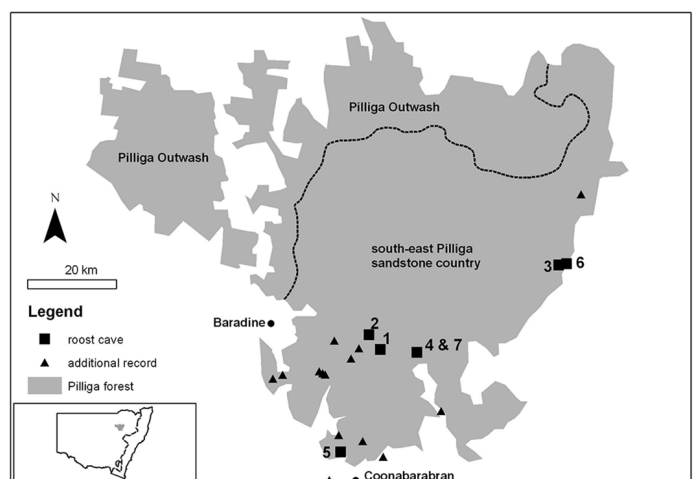 Pilliga Outwash
Pilliga Outwash
N
south-east Pilliga
sandstone country
3 6
20 km
Legend
Baradine
2
1
4 & 7
roost cave
additional record
Pilliga forest
5
Coonabarabran